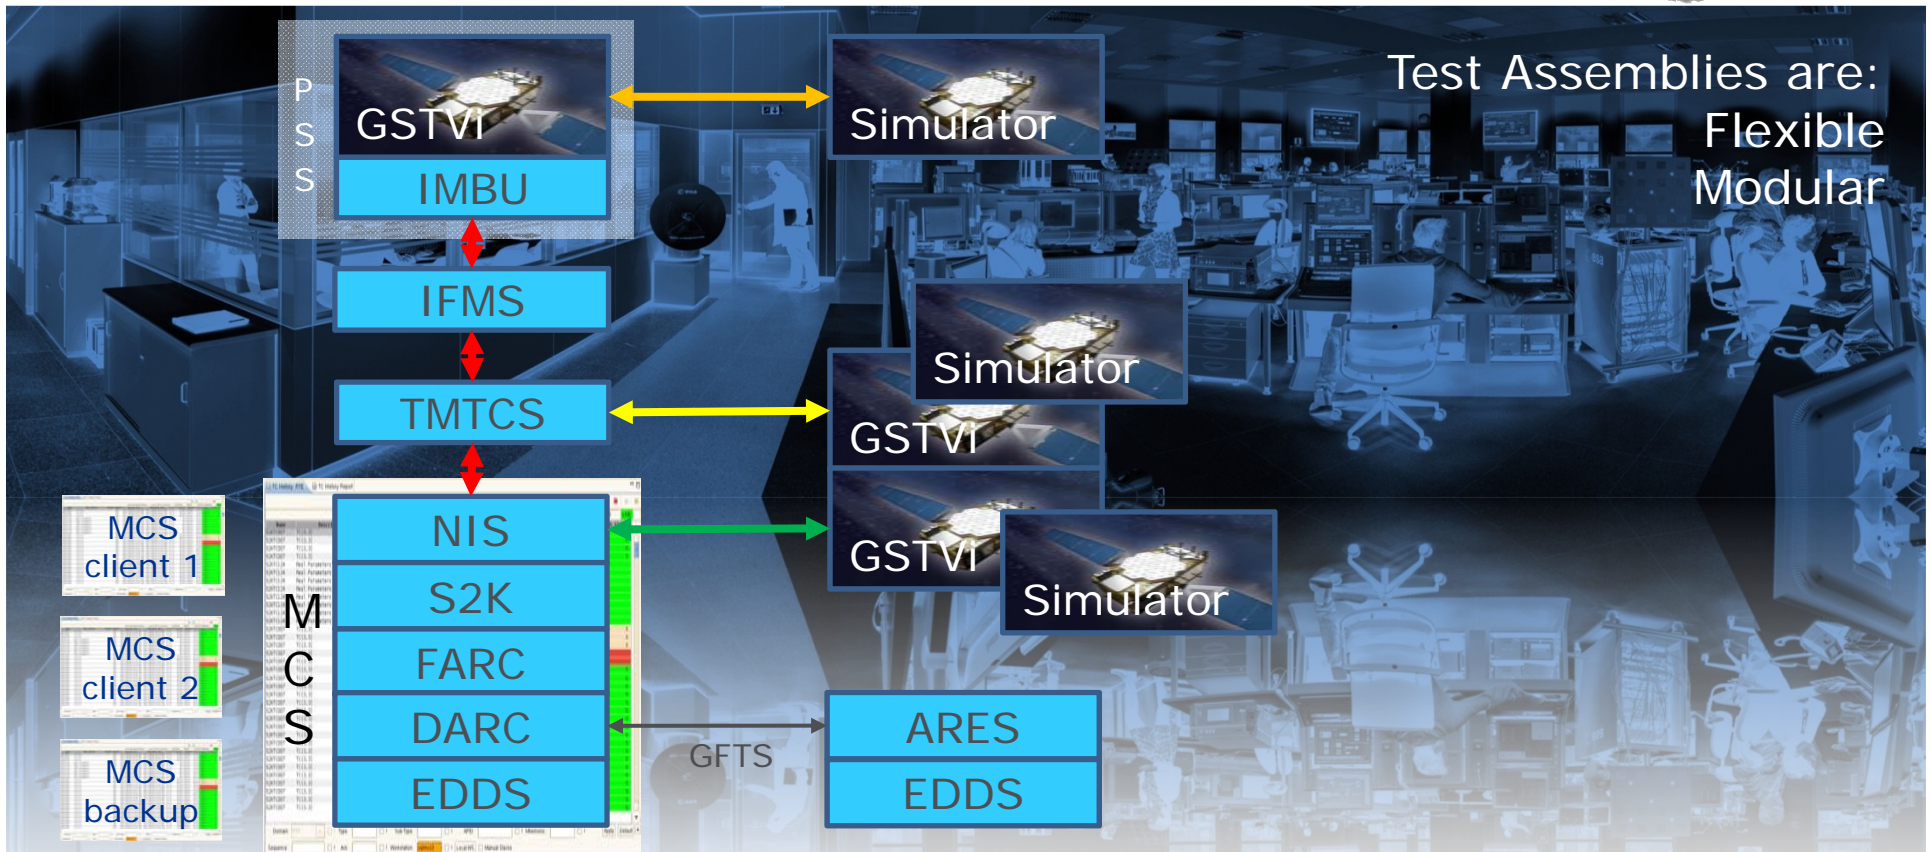 Test Assemblies are:
Flexible
Modular
P
S
S
GSTVi
IMBU
Simulator
IFMS
TMTCS
Simulator
GSTVi
GSTVi
Simulator
M
C
S
NIS
S2K
FARC
DARC
EDDS
GFTS
ARES
EDDS
MCS
client 1
MCS
client 2
MCS
backup